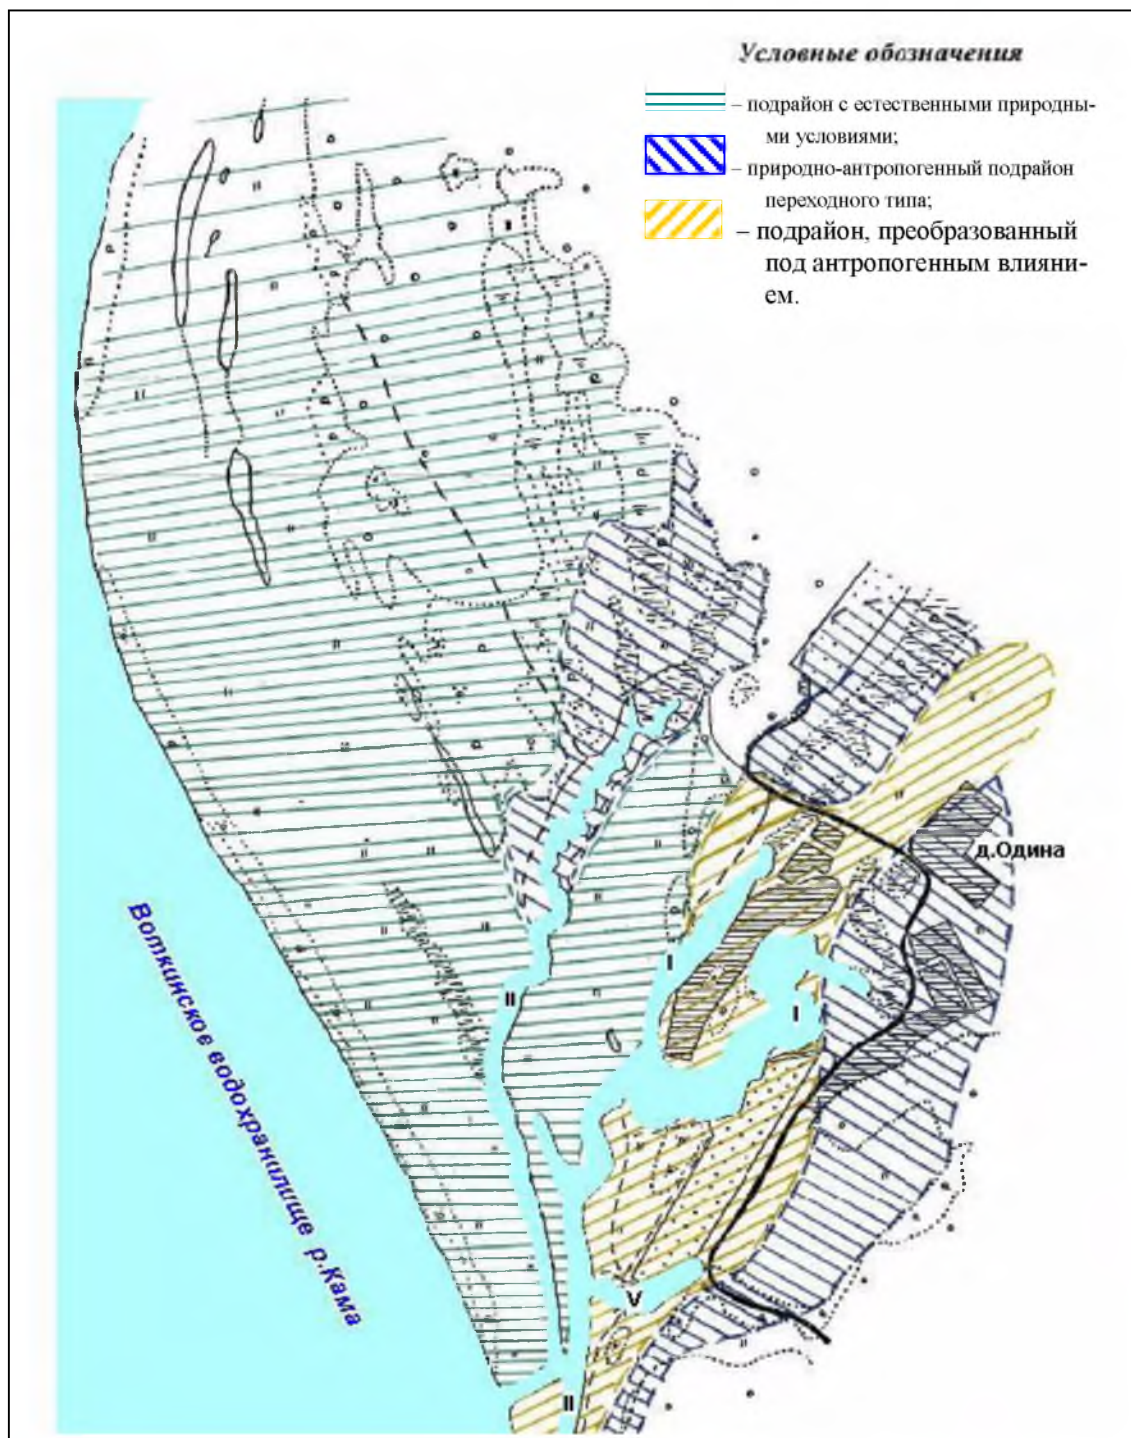 Условные обозначения
– подрайон с естественными природны-
ми условиями;
– природно-антропогенный подрайон
переходного типа;
– подрайон, преобразованный
под антропогенным влияни-
ем.
д.Одина
I
II
I
Воткинское водохранилище р.Кама
V
II